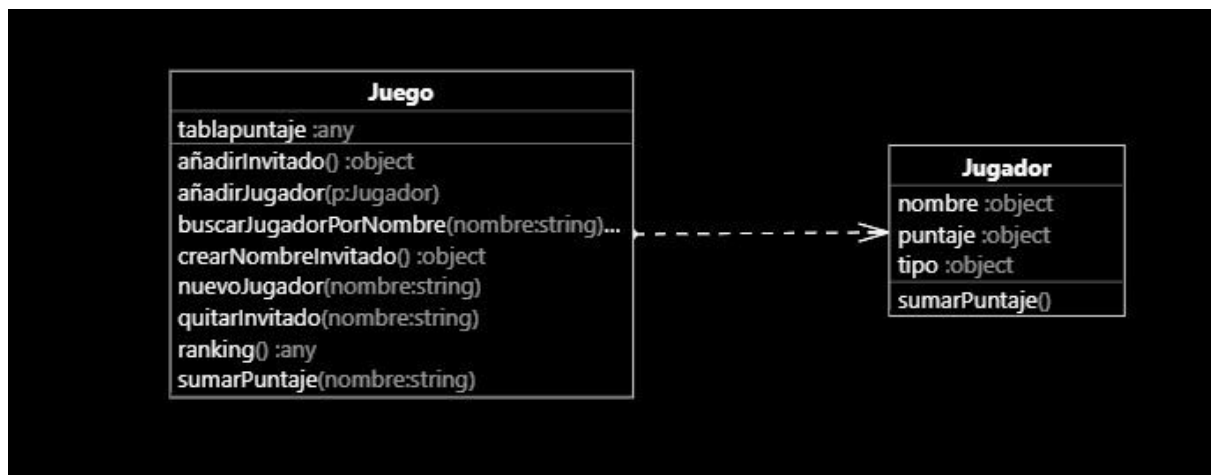 Juego
tablapuntaje :any
añadirInvitado() :object
añadirJugador(p:Jugador)
buscarJugadorPorNombre(nombre:string)...
crearNombreInvitado() :object
nuevoJugador(nombre:string)
quitarInvitado(nombre:string)
ranking() :any
sumarPuntaje(nombre:string)
Jugador
nombre :object
puntaje :object
tipo :object
sumarPuntaje()